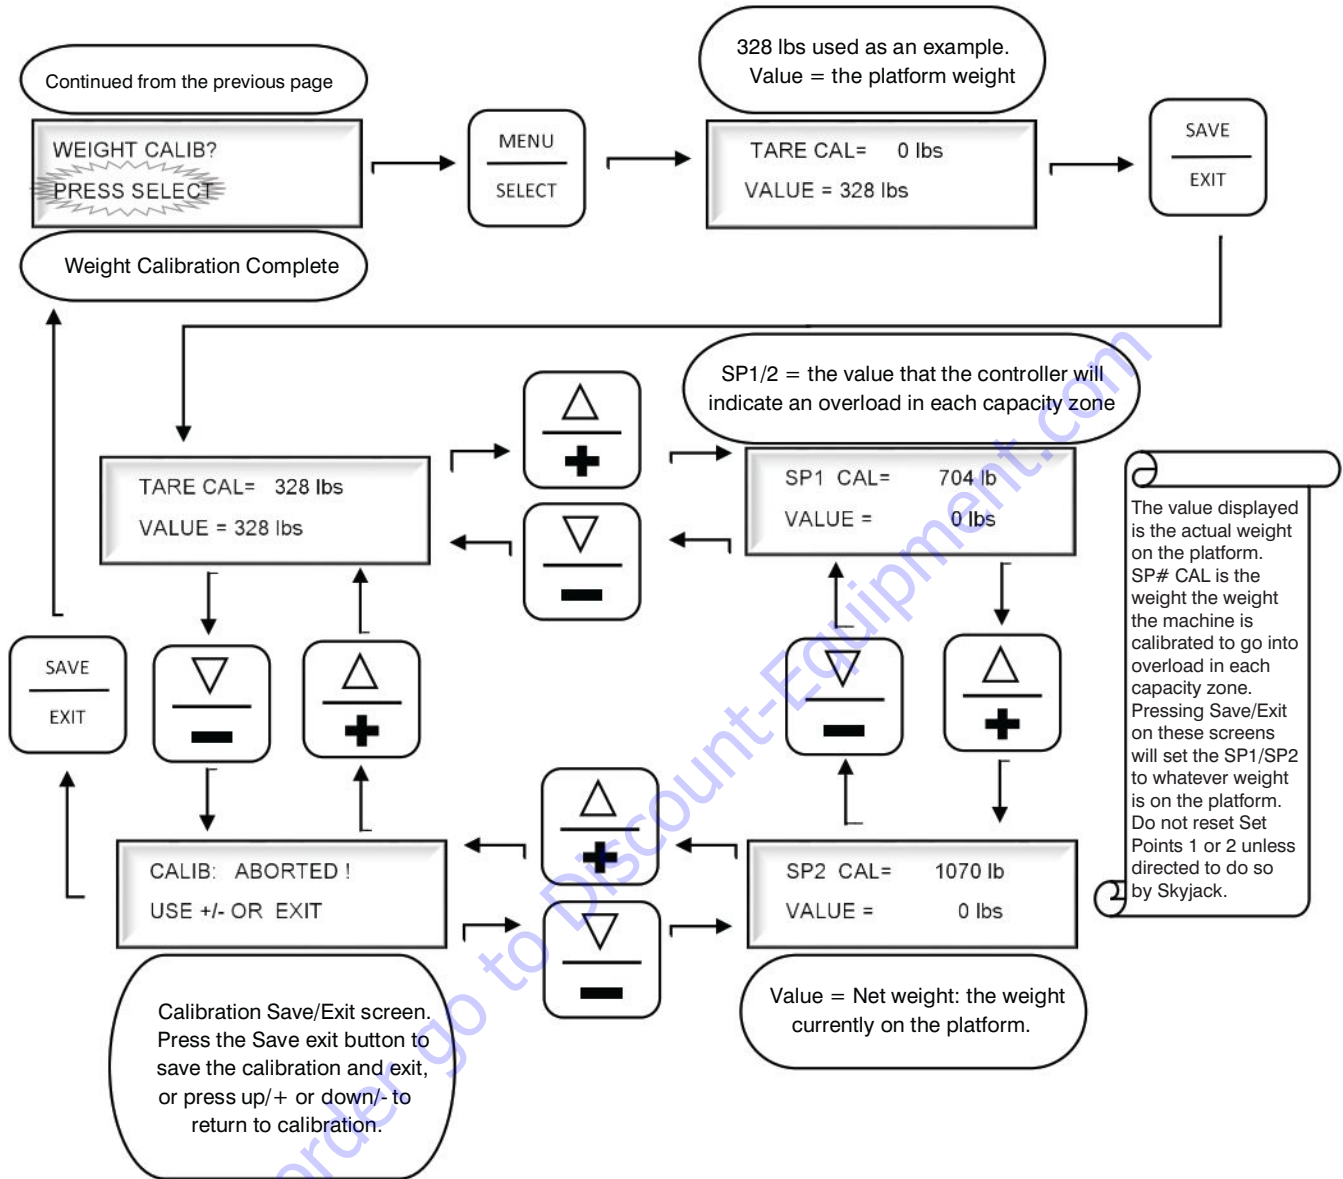 Continued from the previous page
328 lbs used as an example.
Value = the platform weight
WEIGHT CALIB?
PRESS SELECT
MENU
SELECT
TARE CAL= 0 lbs
VALUE = 328 lbs
SAVE
EXIT
Weight Calibration Complete
SP1/2 = the value that the controller will
indicate an overload in each capacity zone
TARE CAL= 328 lbs
VALUE = 328 lbs
+
-
SP1 CAL= 704 lb
VALUE = 0 lbs
The value displayed
is the actual weight
on the platform.
SP# CAL is the
weight the weight
the machine is
calibrated to go into
overload in each
capacity zone.
Pressing Save/Exit
on these screens
will set the SP1/SP2
to whatever weight
is on the platform.
Do not reset Set
Points 1 or 2 unless
directed to do so
by Skyjack.
SAVE
EXIT
-
+
-
+
CALIB: ABORTED !
USE +/- OR EXIT
+
-
SP2 CAL= 1070 lb
VALUE = 0 lbs
Calibration Save/Exit screen.
Press the Save exit button to
save the calibration and exit,
or press up/+ or down/- to
return to calibration.
Value = Net weight: the weight
currently on the platform.
order go to Discount-Equipment.com